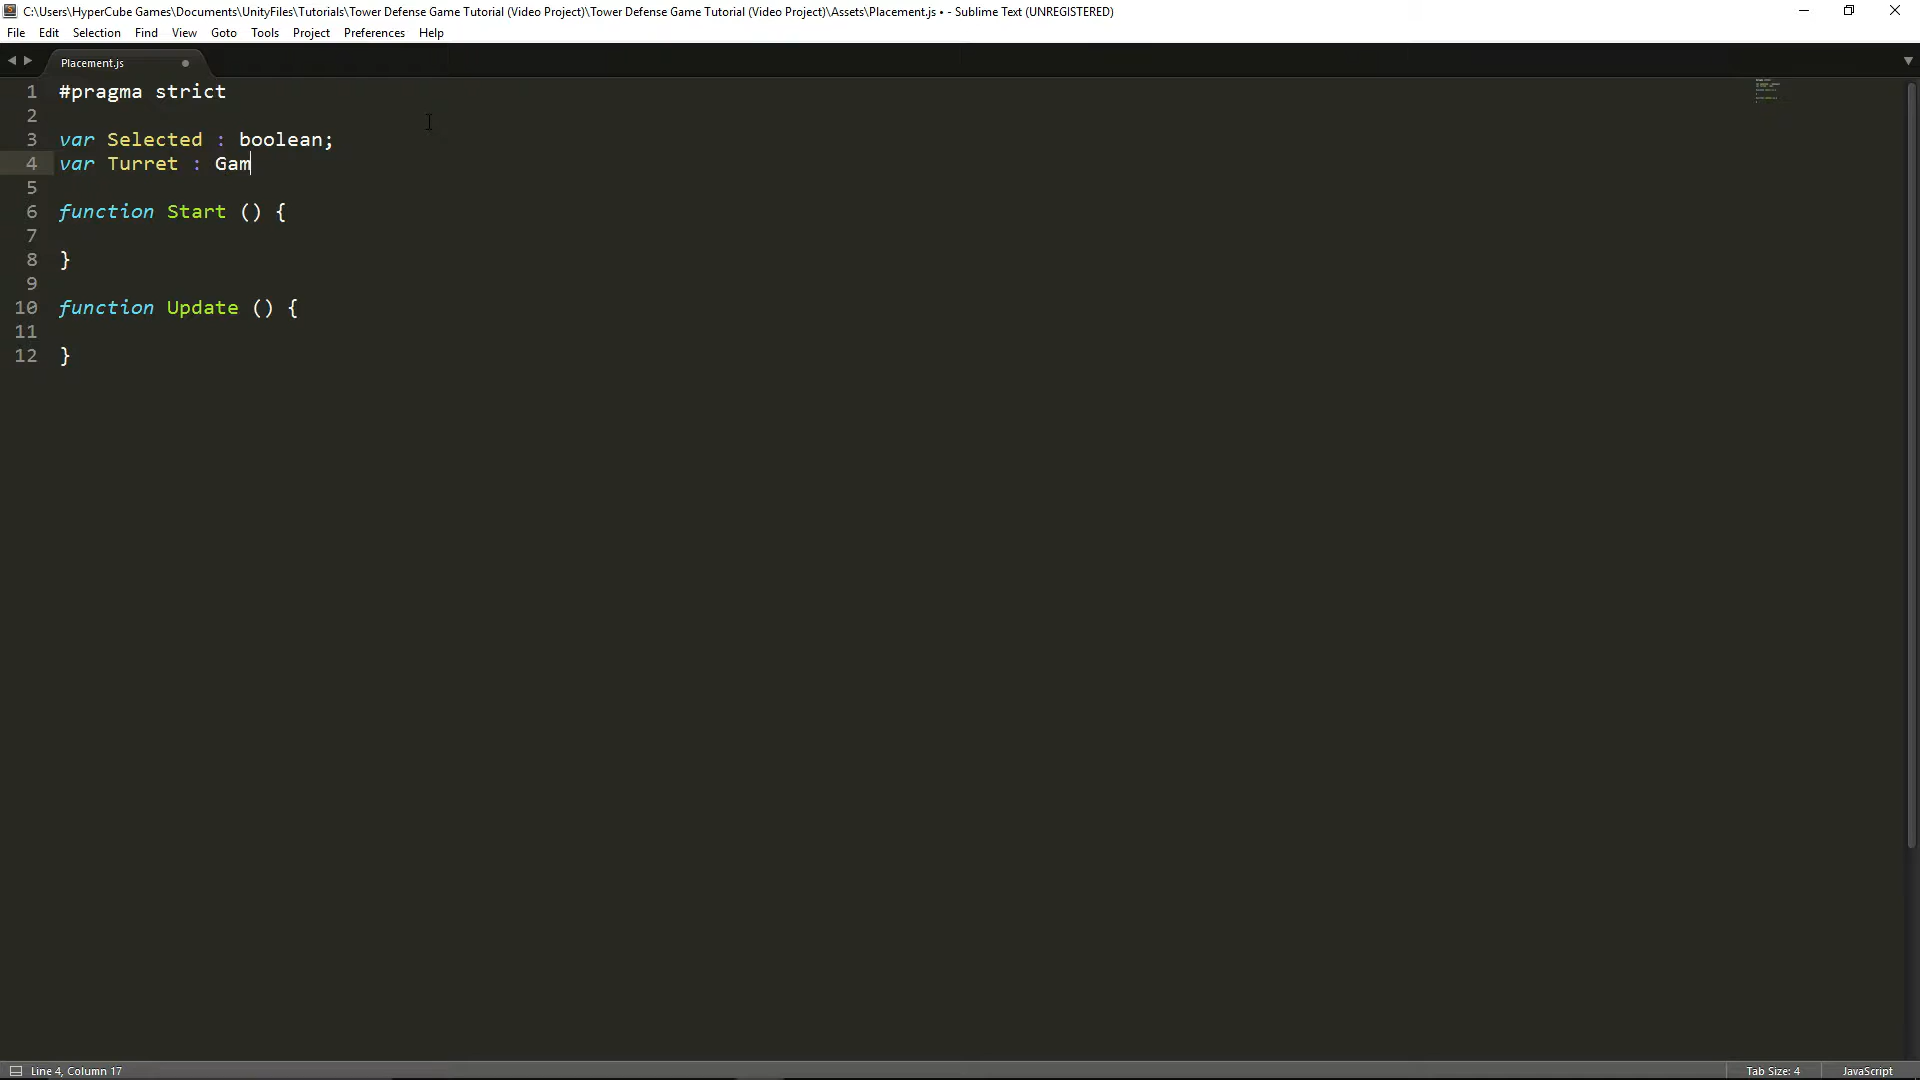 C:\Users\HyperCube Games\Documents\UnityFiles\Tutorials\Tower Defense Game Tutorial (Video Project)\Tower Defense Game Tutorial (Video Project)\Assets\Placement.js • - Sublime Text (UNREGISTERED)
File Edit Selection Find View Goto Tools Project Preferences Help
Placement.js
1 #pragma strict
2
3 var Selected : boolean;
4 var Turret : Gam
5
6 function Start () {
7
8 }
9
10 function Update () {
11
12 }
Line 4, Column 17 Tab Size: 4 JavaScript